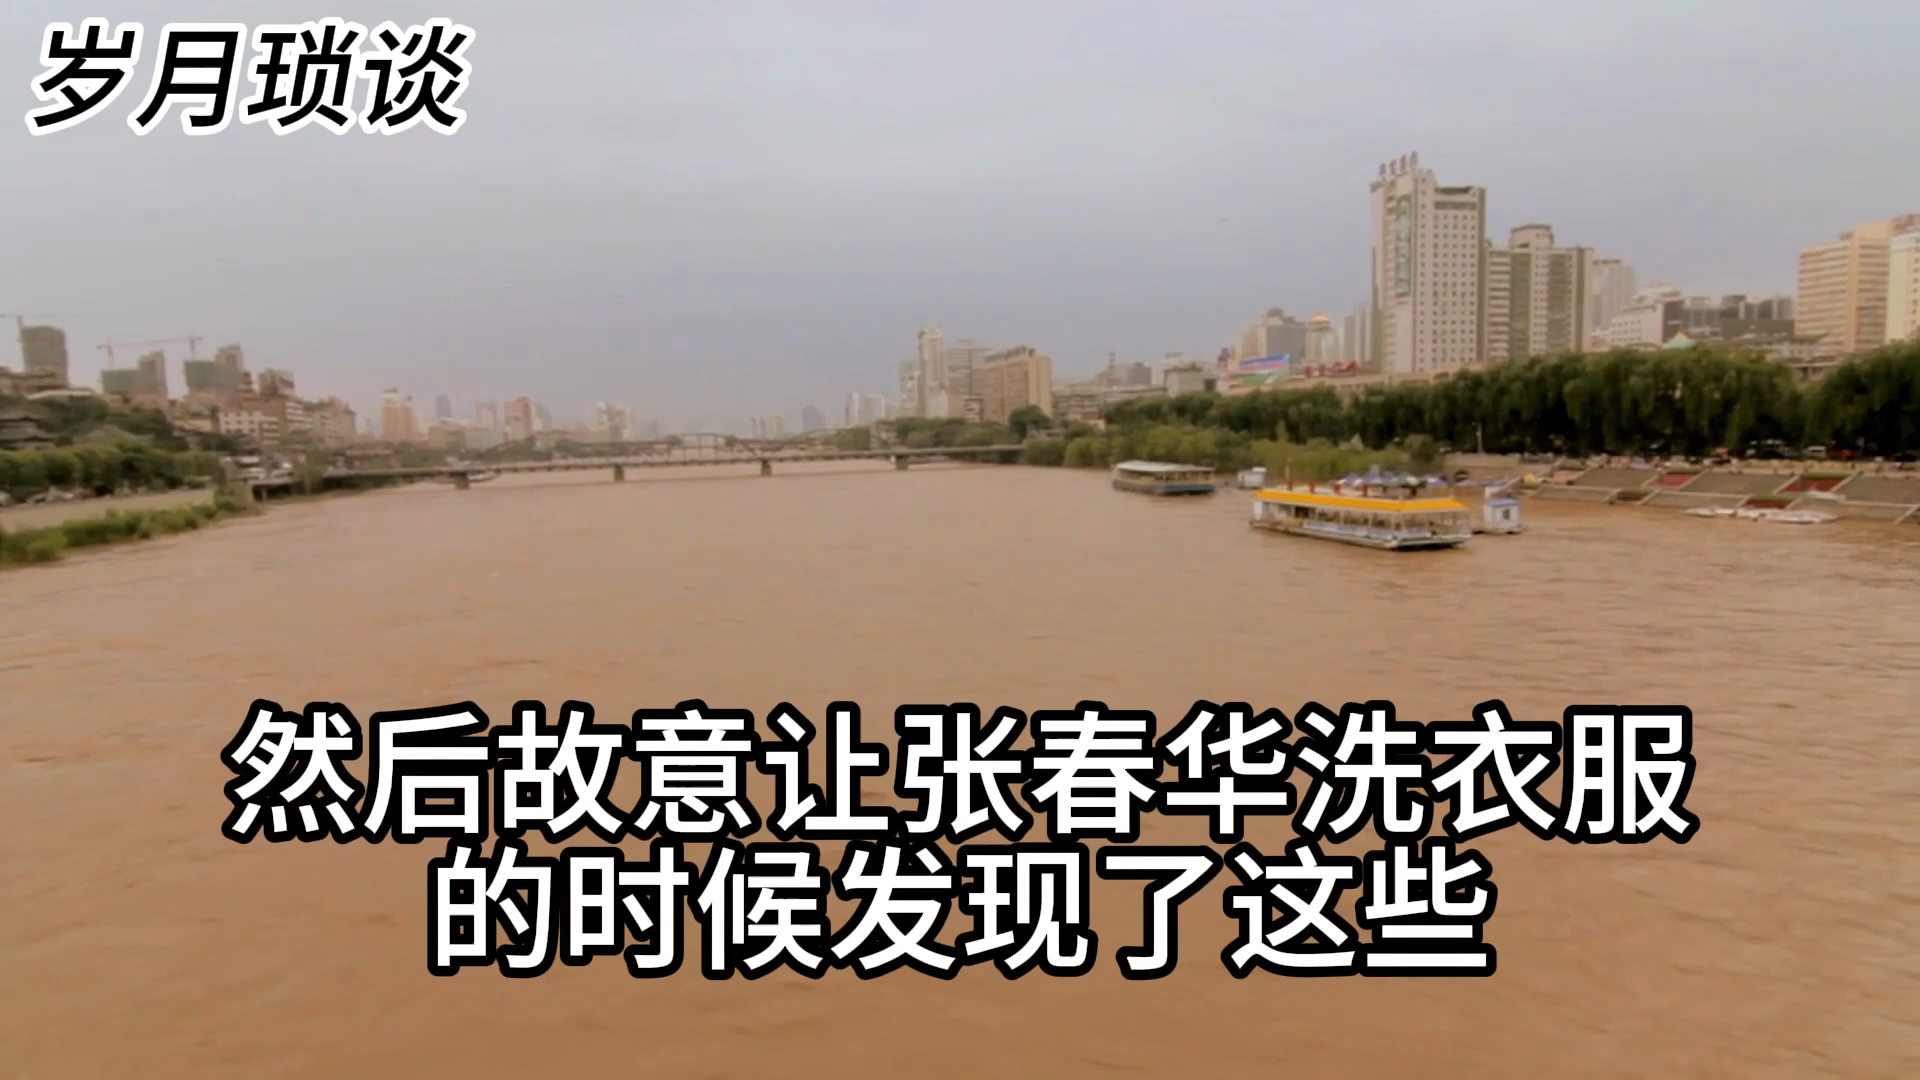 岁月琐谈
然后故意让张春华洗衣服
的时候发现了这些